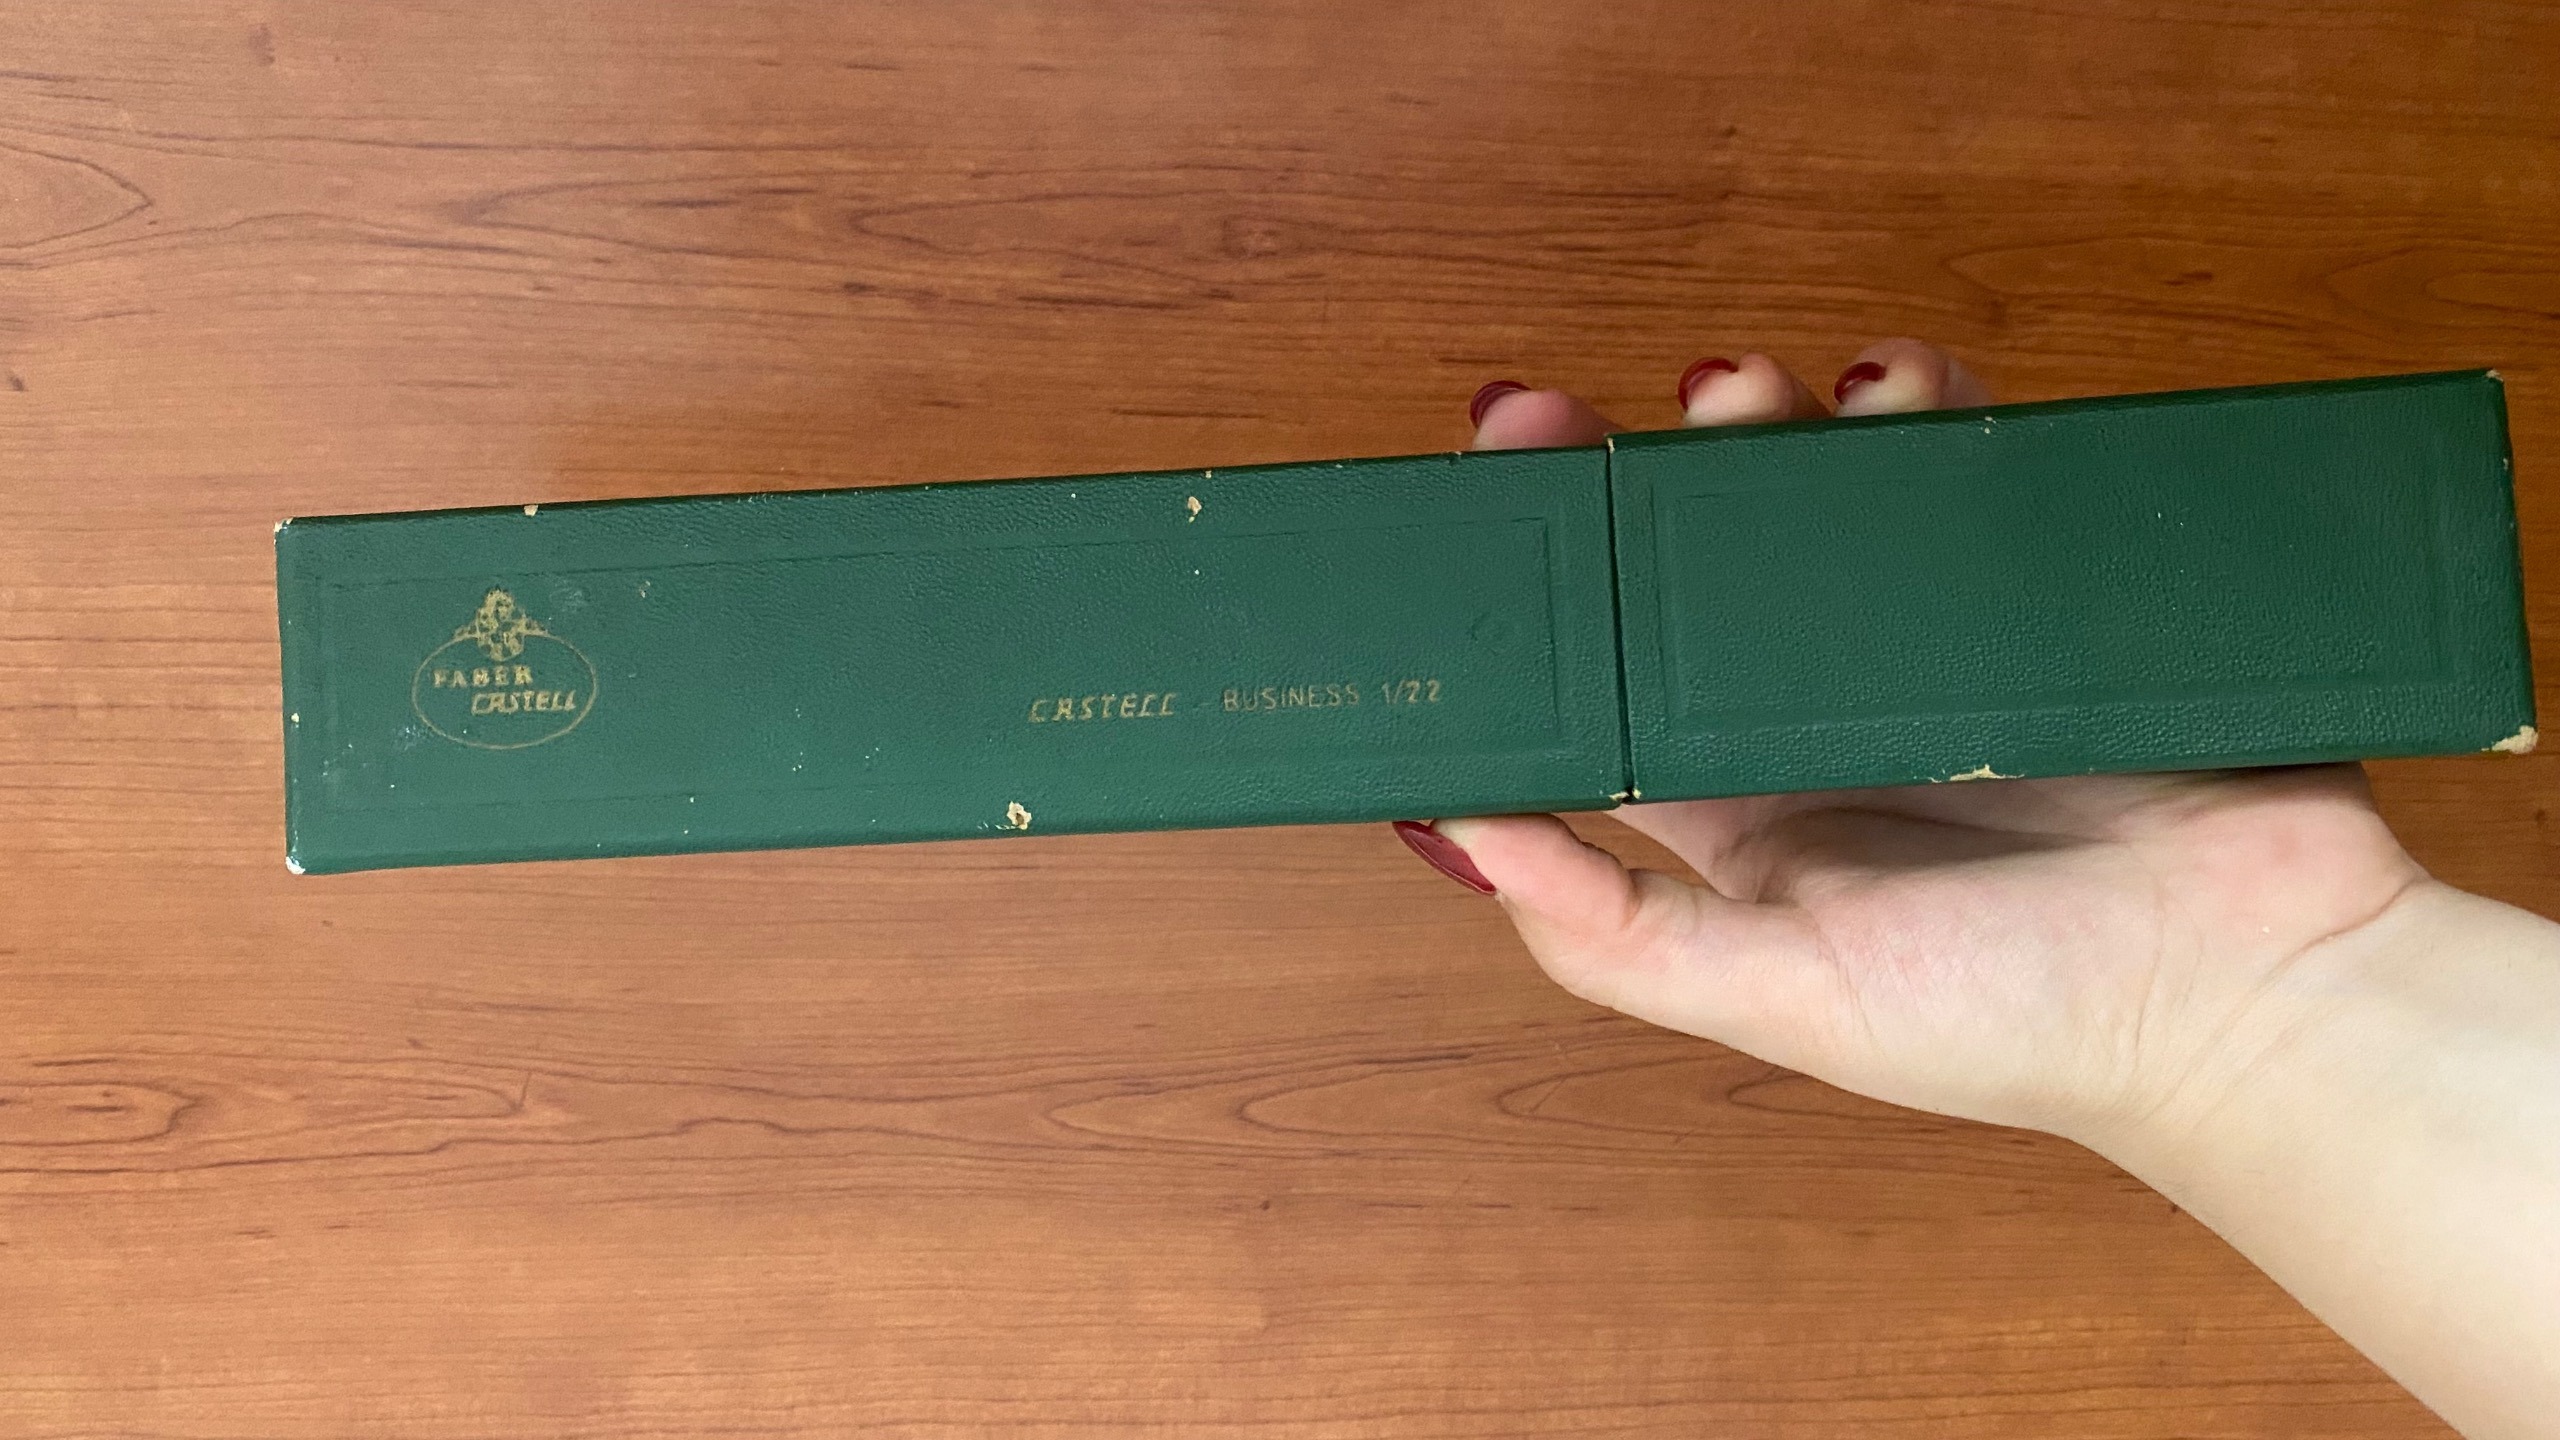 FABER
CASTELL
CASTELL - BUSINESS 1/22